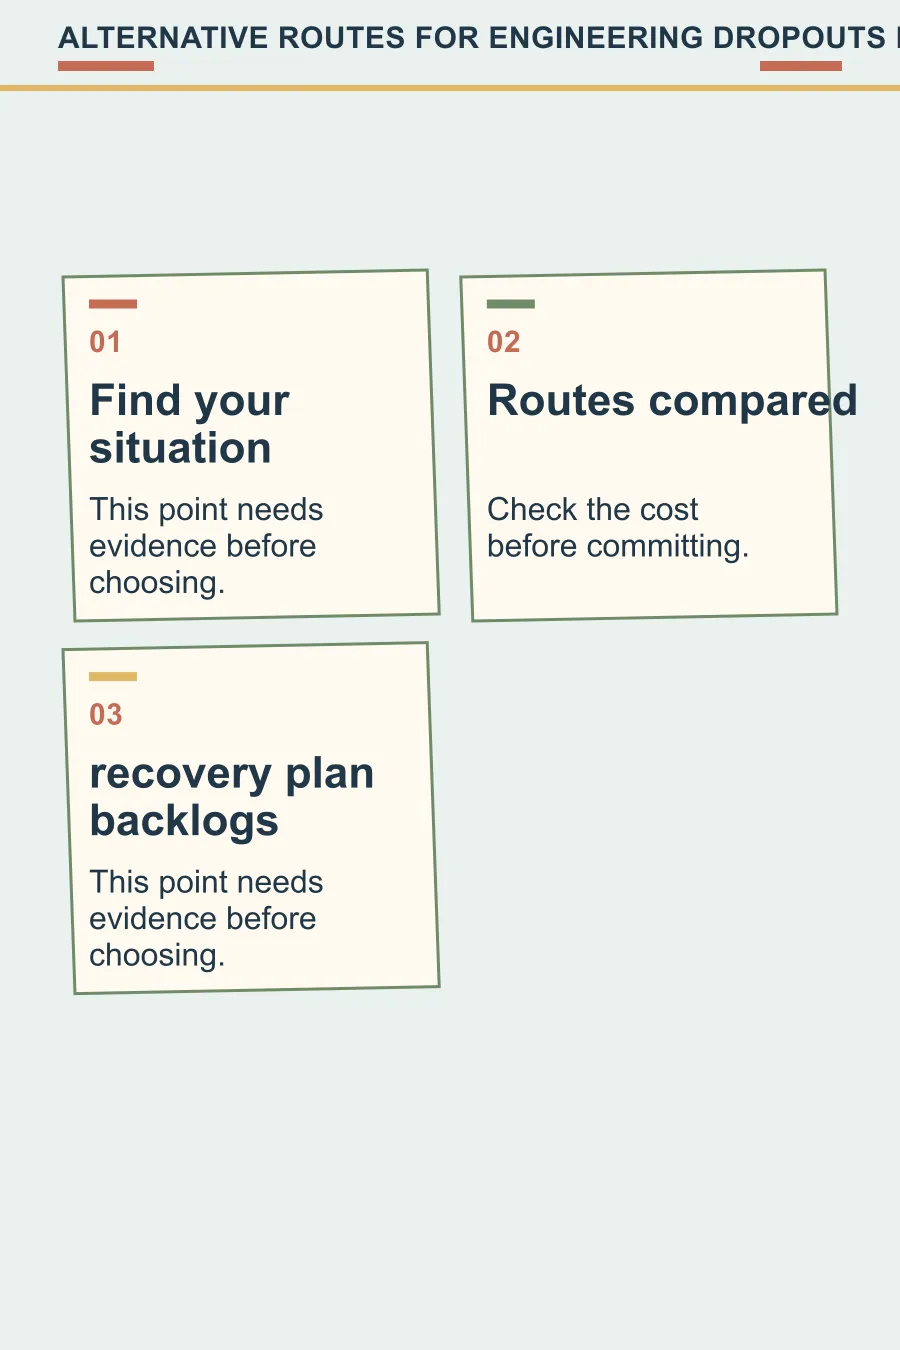 ALTERNATIVE ROUTES FOR ENGINEERING DROPOUTS
01
Find your
situation
This point needs
evidence before
choosing.
02
Routes compared
Check the cost
before committing.
03
recovery plan
backlogs
This point needs
evidence before
choosing.